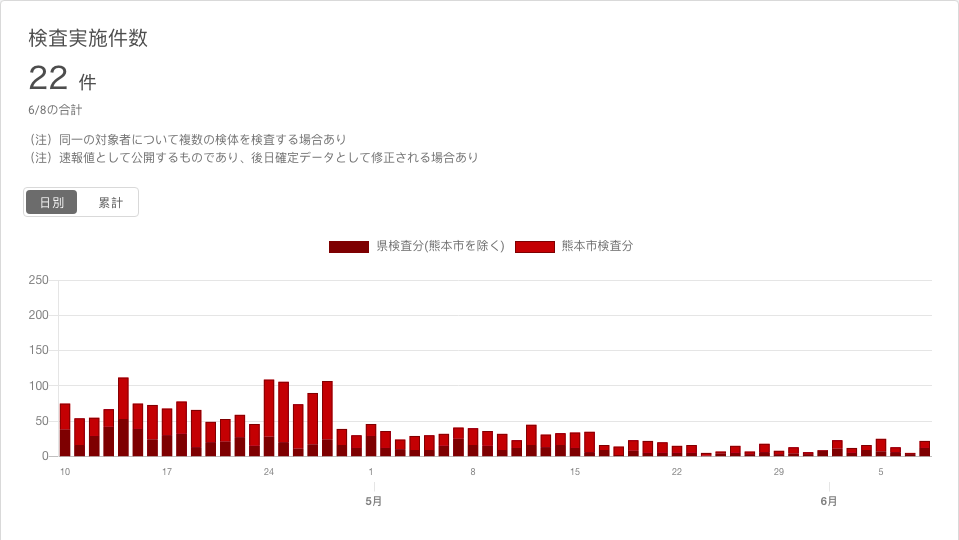 検査実施件数
22 件
6/8の合計
（注）同一の対象者について複数の検体を検査する場合あり
（注）速報値として公開するものであり、後日確定データとして修正される場合あり
日別 累計
県検査分(熊本市を除く) 熊本市検査分
250
200
150
100
50
0
10 17 24 1 8 15 22 29 5
5月 6月